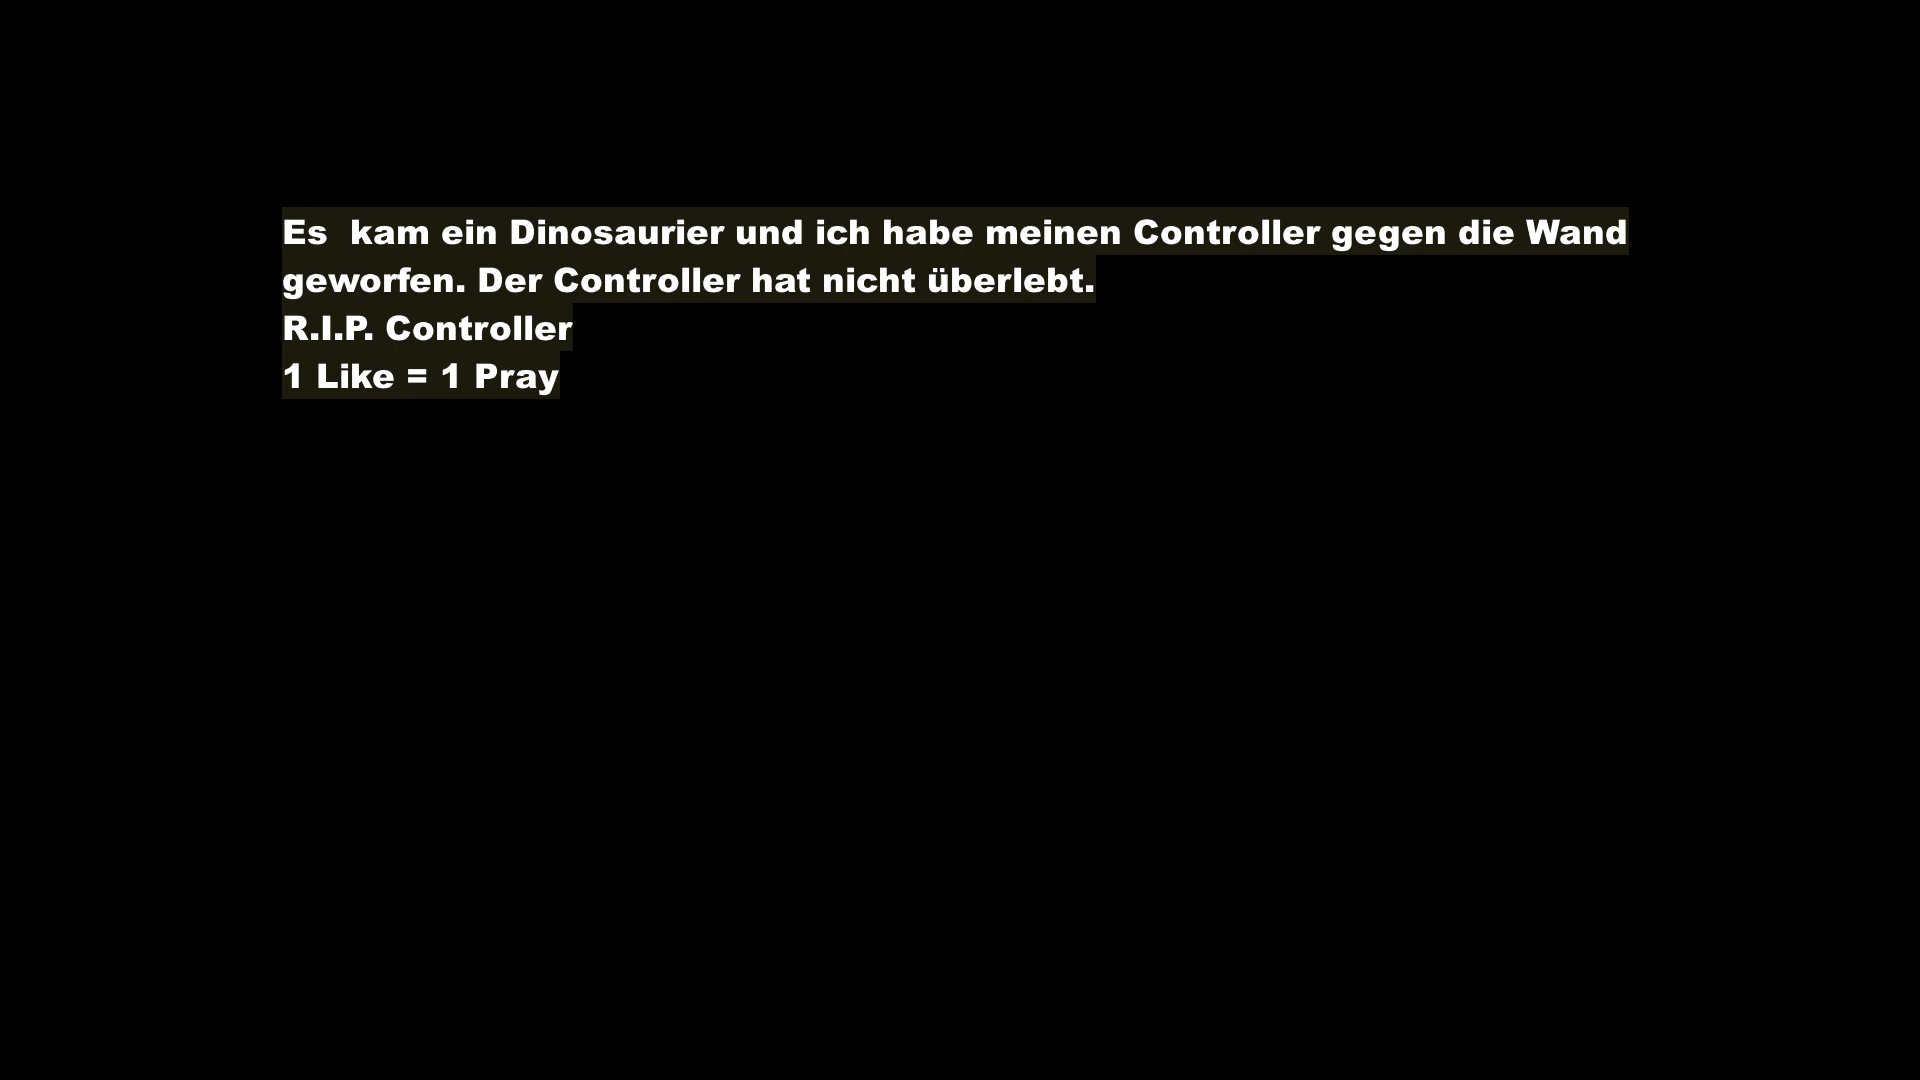 Es  kam ein Dinosaurier und ich habe meinen Controller gegen die Wand
geworfen. Der Controller hat nicht überlebt.
R.I.P. Controller
1 Like = 1 Pray